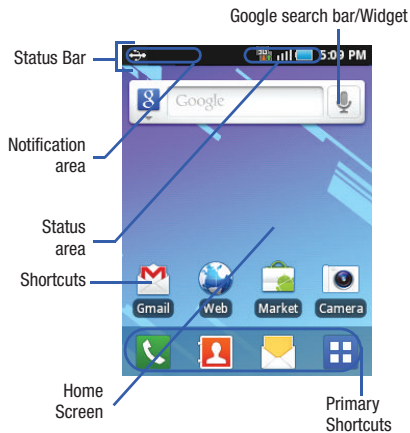 Google search bar/Widget
Status Bar
5:09 PM
8 Google
Notification
area
Status
area
Shortcuts
Gmail Web Market Camera
Home
Screen
Primary
Shortcuts